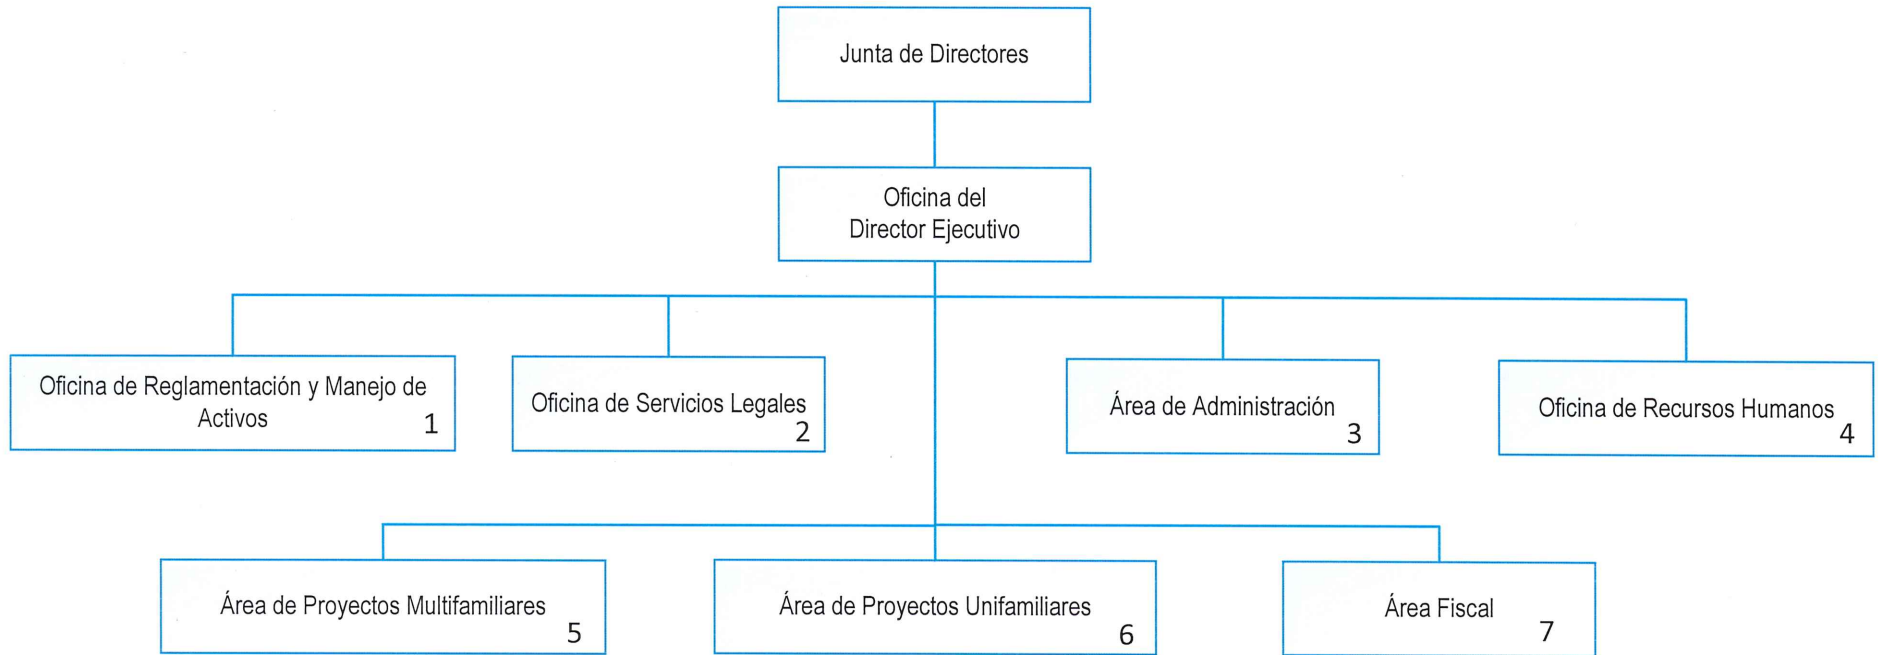 Junta de Directores
Oficina del
Director Ejecutivo
Oficina de Reglamentación y Manejo de
Activos
1
Oficina de Servicios Legales
2
Área de Administración
3
Oficina de Recursos Humanos
4
Área de Proyectos Multifamiliares
5
Área de Proyectos Unifamiliares
6
Área Fiscal
7